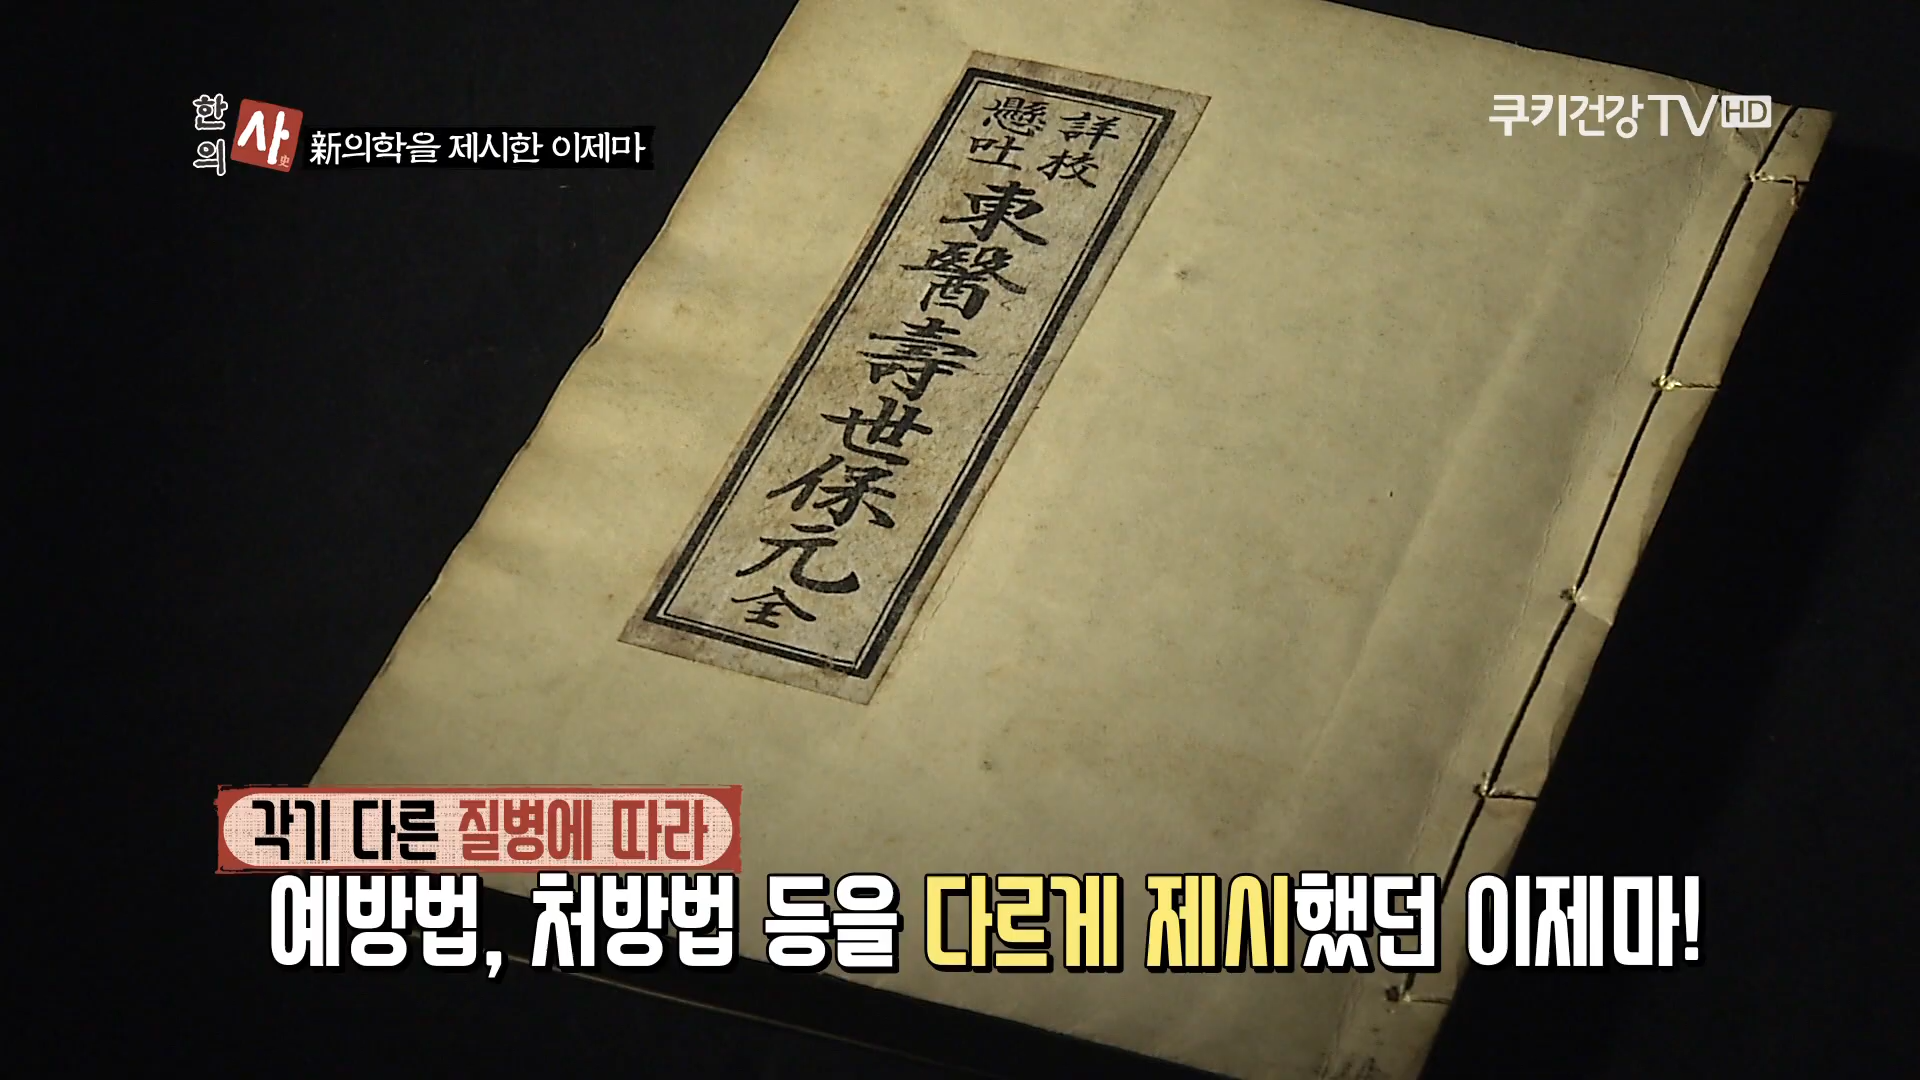 한의사史 新의학을 제시한 이제마
쿠키건강TV HD
詳校
懸吐
東醫壽世保元 全
각기 다른 질병에 따라
예방법, 처방법 등을 다르게 제시했던 이제마!